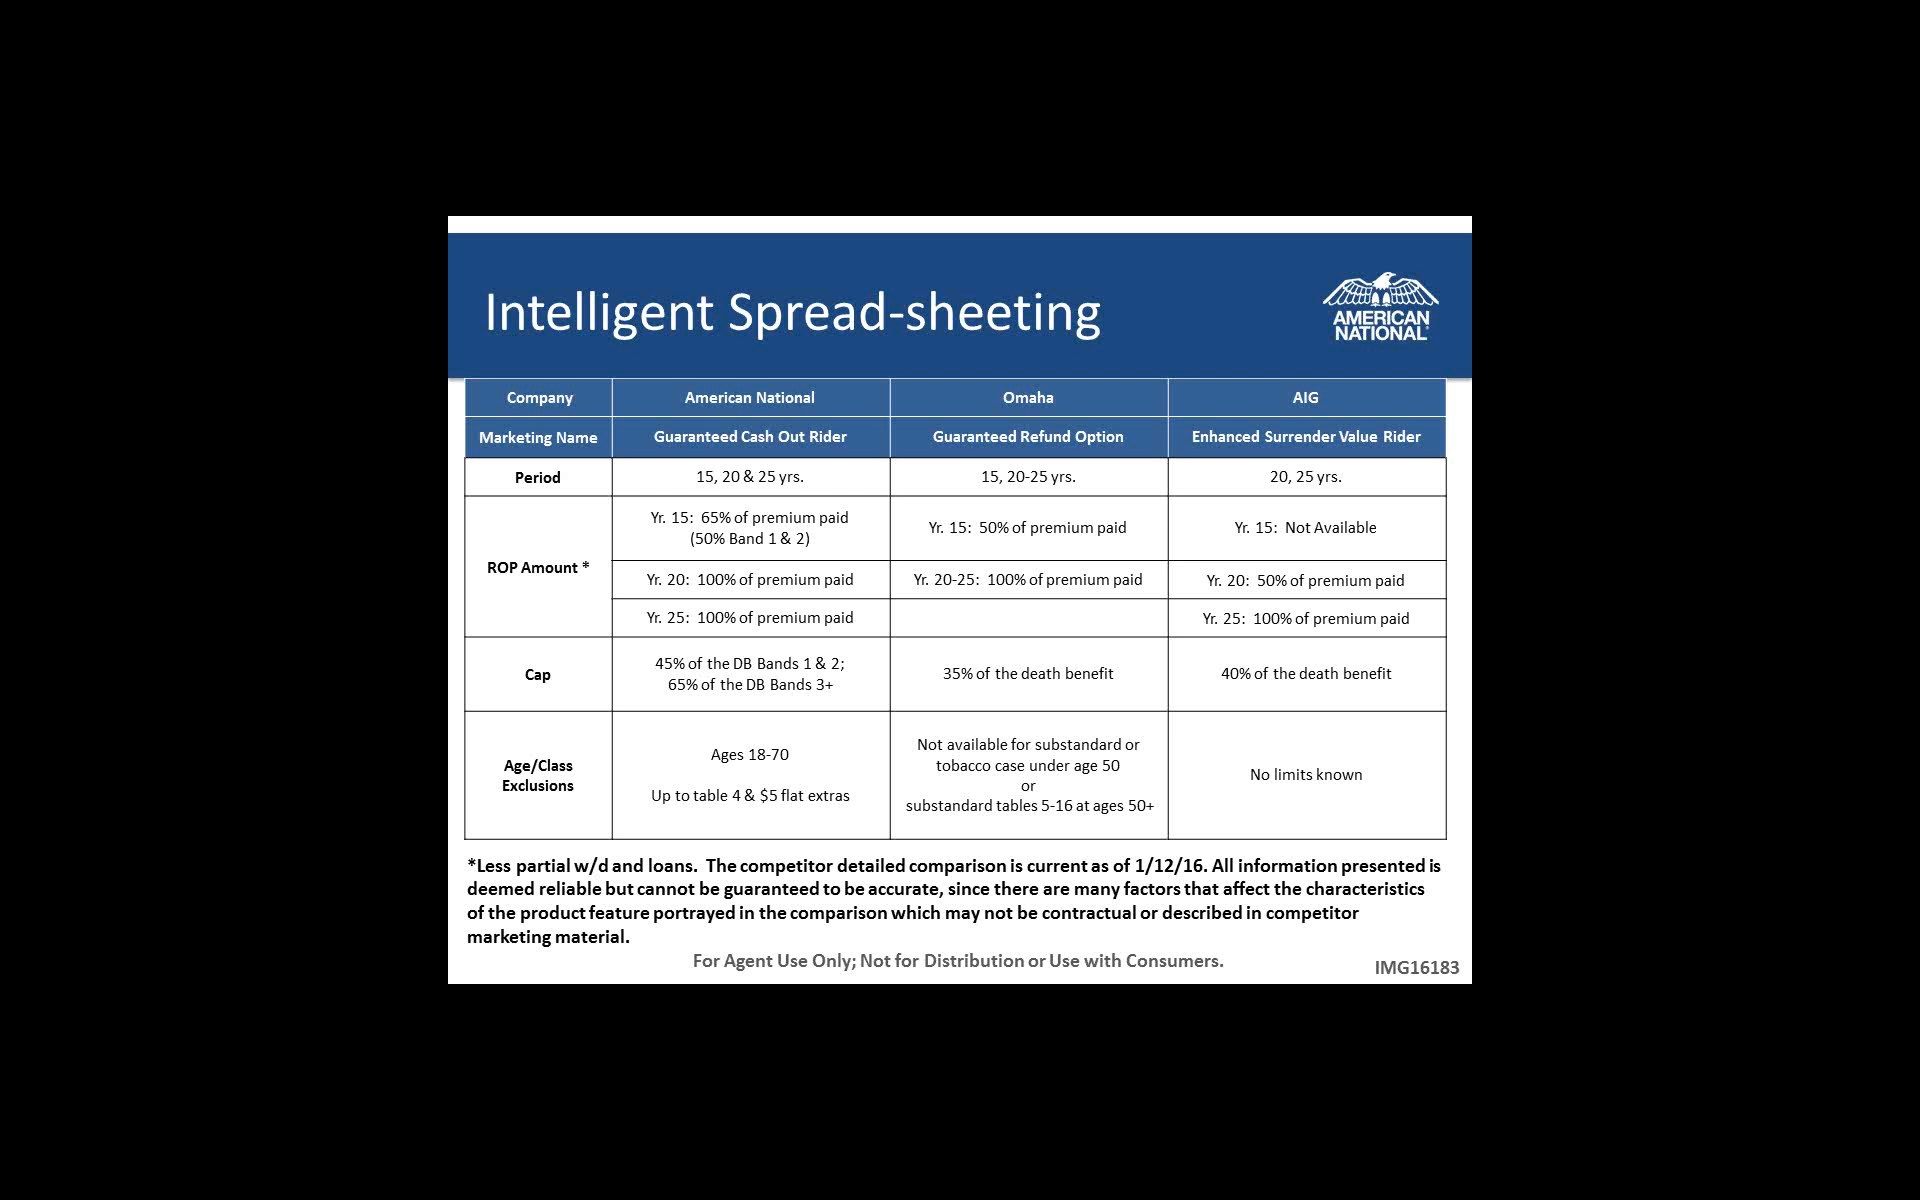 Intelligent Spread-sheeting
AMERICAN
NATIONAL
Company American National Omaha AIG
Marketing Name Guaranteed Cash Out Rider Guaranteed Refund Option Enhanced Surrender Value Rider
Period 15, 20 & 25 yrs. 15, 20-25 yrs. 20, 25 yrs.
ROP Amount *
Yr. 15: 65% of premium paid
(50% Band 1 & 2)
Yr. 15: 50% of premium paid
Yr. 15: Not Available
Yr. 20: 100% of premium paid Yr. 20-25: 100% of premium paid Yr. 20: 50% of premium paid
Yr. 25: 100% of premium paid Yr. 25: 100% of premium paid
Cap
45% of the DB Bands 1 & 2;
65% of the DB Bands 3+
35% of the death benefit
40% of the death benefit
Age/Class
Exclusions
Ages 18-70
Up to table 4 & $5 flat extras
Not available for substandard or
tobacco case under age 50
or
substandard tables 5-16 at ages 50+
No limits known
*Less partial w/d and loans. The competitor detailed comparison is current as of 1/12/16. All information presented is
deemed reliable but cannot be guaranteed to be accurate, since there are many factors that affect the characteristics
of the product feature portrayed in the comparison which may not be contractual or described in competitor
marketing material.
For Agent Use Only; Not for Distribution or Use with Consumers.
IMG16183